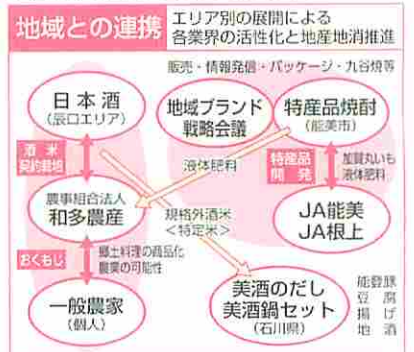 地域との連携
エリア別の展開による
各業界の活性化と地産地消推進
販売・情報発信・パッケージ・九谷焼等
日本酒
(辰口エリア)
地域ブランド
戦略会議
特産品焼酎
(能美市)
酒米
契約栽培
液体肥料
特産品
開発
加賀丸いも
液体肥料
農事組合法人
和多農産
規格外酒米
<特定米>
JA能美
JA根上
おくもじ
郷土料理の商品化
農業の可能性
一般農家
(個人)
美酒のだし
美酒鍋セット
(石川県)
能登豚
豆腐
揚げ
地酒